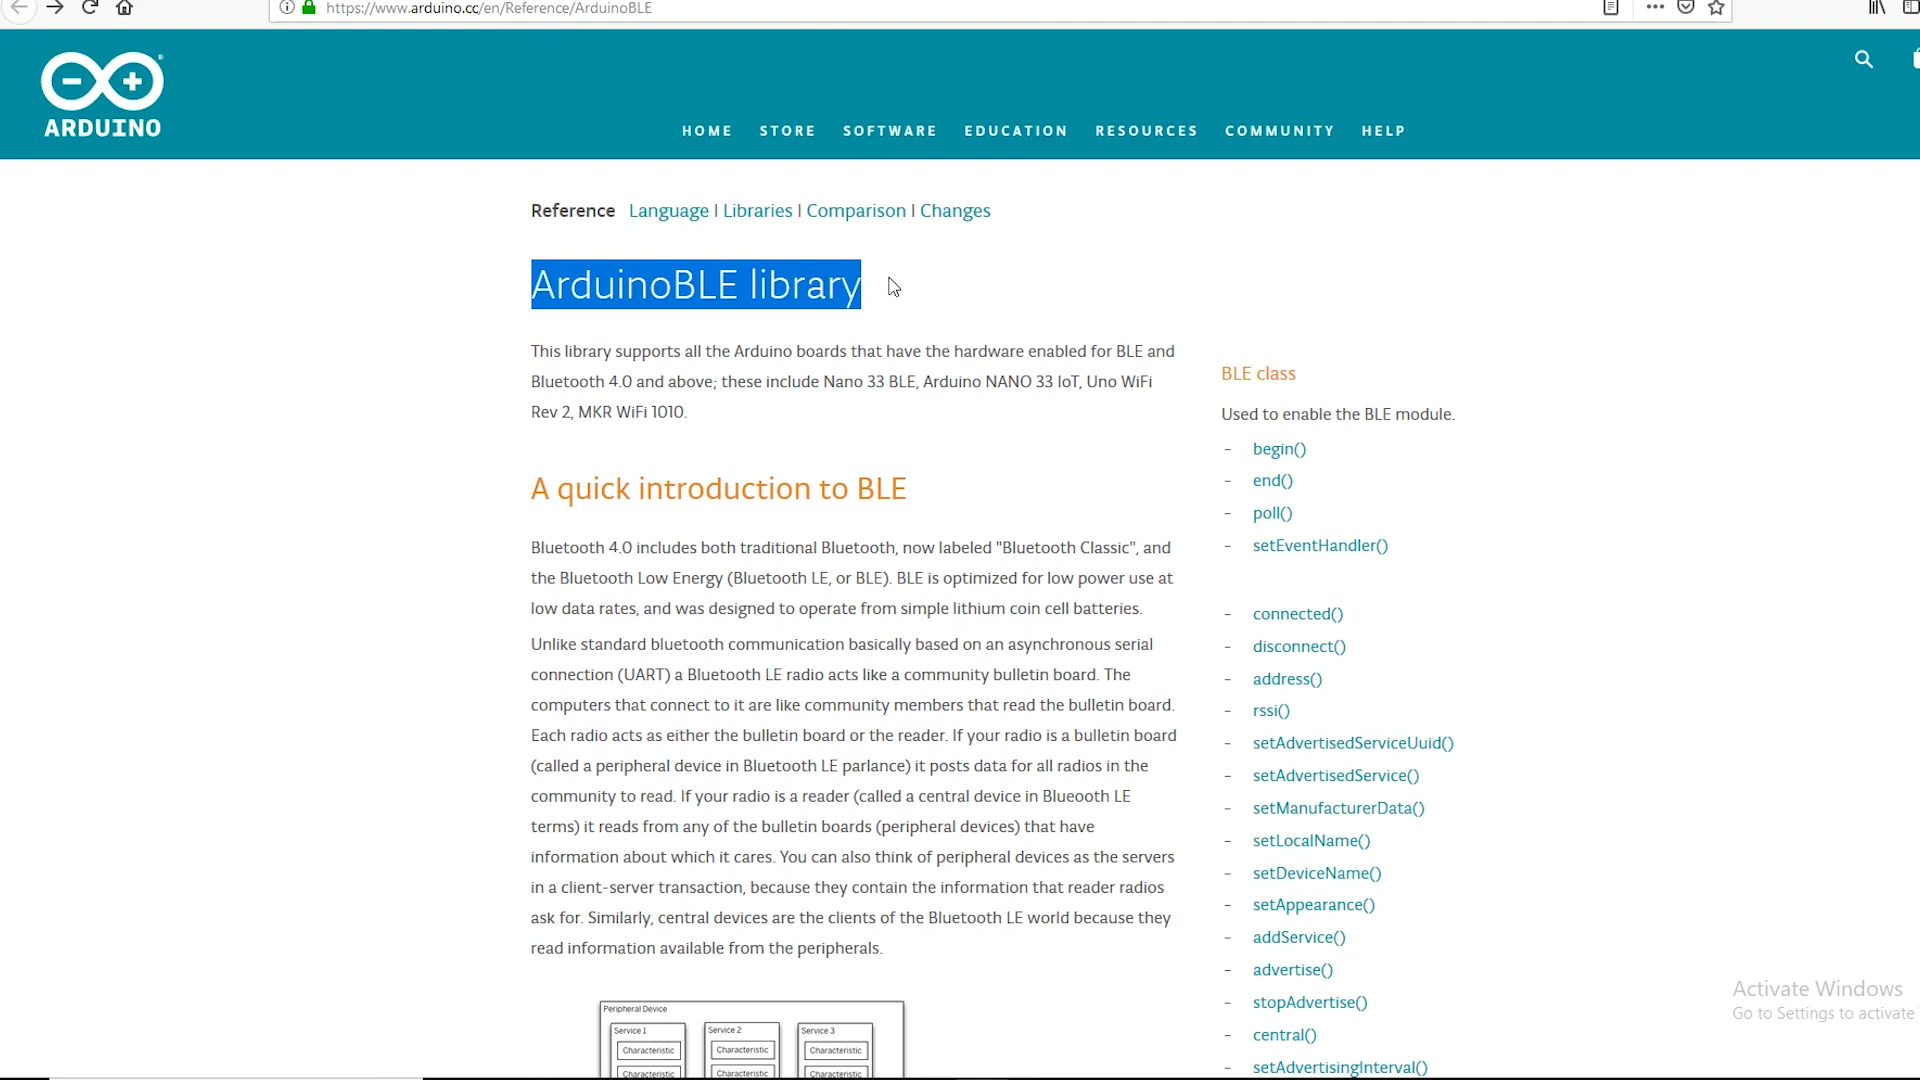 https://www.arduino.cc/en/Reference/ArduinoBLE
ARDUINO
HOME STORE SOFTWARE EDUCATION RESOURCES COMMUNITY HELP
Reference Language | Libraries | Comparison | Changes
ArduinoBLE library
This library supports all the Arduino boards that have the hardware enabled for BLE and
Bluetooth 4.0 and above; these include Nano 33 BLE, Arduino NANO 33 IoT, Uno WiFi
Rev 2, MKR WiFi 1010.
A quick introduction to BLE
Bluetooth 4.0 includes both traditional Bluetooth, now labeled "Bluetooth Classic", and
the Bluetooth Low Energy (Bluetooth LE, or BLE). BLE is optimized for low power use at
low data rates, and was designed to operate from simple lithium coin cell batteries.
Unlike standard bluetooth communication basically based on an asynchronous serial
connection (UART) a Bluetooth LE radio acts like a community bulletin board. The
computers that connect to it are like community members that read the bulletin board.
Each radio acts as either the bulletin board or the reader. If your radio is a bulletin board
(called a peripheral device in Bluetooth LE parlance) it posts data for all radios in the
community to read. If your radio is a reader (called a central device in Blueooth LE
terms) it reads from any of the bulletin boards (peripheral devices) that have
information about which it cares. You can also think of peripheral devices as the servers
in a client-server transaction, because they contain the information that reader radios
ask for. Similarly, central devices are the clients of the Bluetooth LE world because they
read information available from the peripherals.
Peripheral Device
Service 1 Service 2 Service 3
Characteristic Characteristic Characteristic
Characteristic Characteristic Characteristic
BLE class
Used to enable the BLE module.
- begin()
- end()
- poll()
- setEventHandler()
- connected()
- disconnect()
- address()
- rssi()
- setAdvertisedServiceUuid()
- setAdvertisedService()
- setManufacturerData()
- setLocalName()
- setDeviceName()
- setAppearance()
- addService()
- advertise()
- stopAdvertise()
- central()
- setAdvertisingInterval()
Activate Windows
Go to Settings to activate